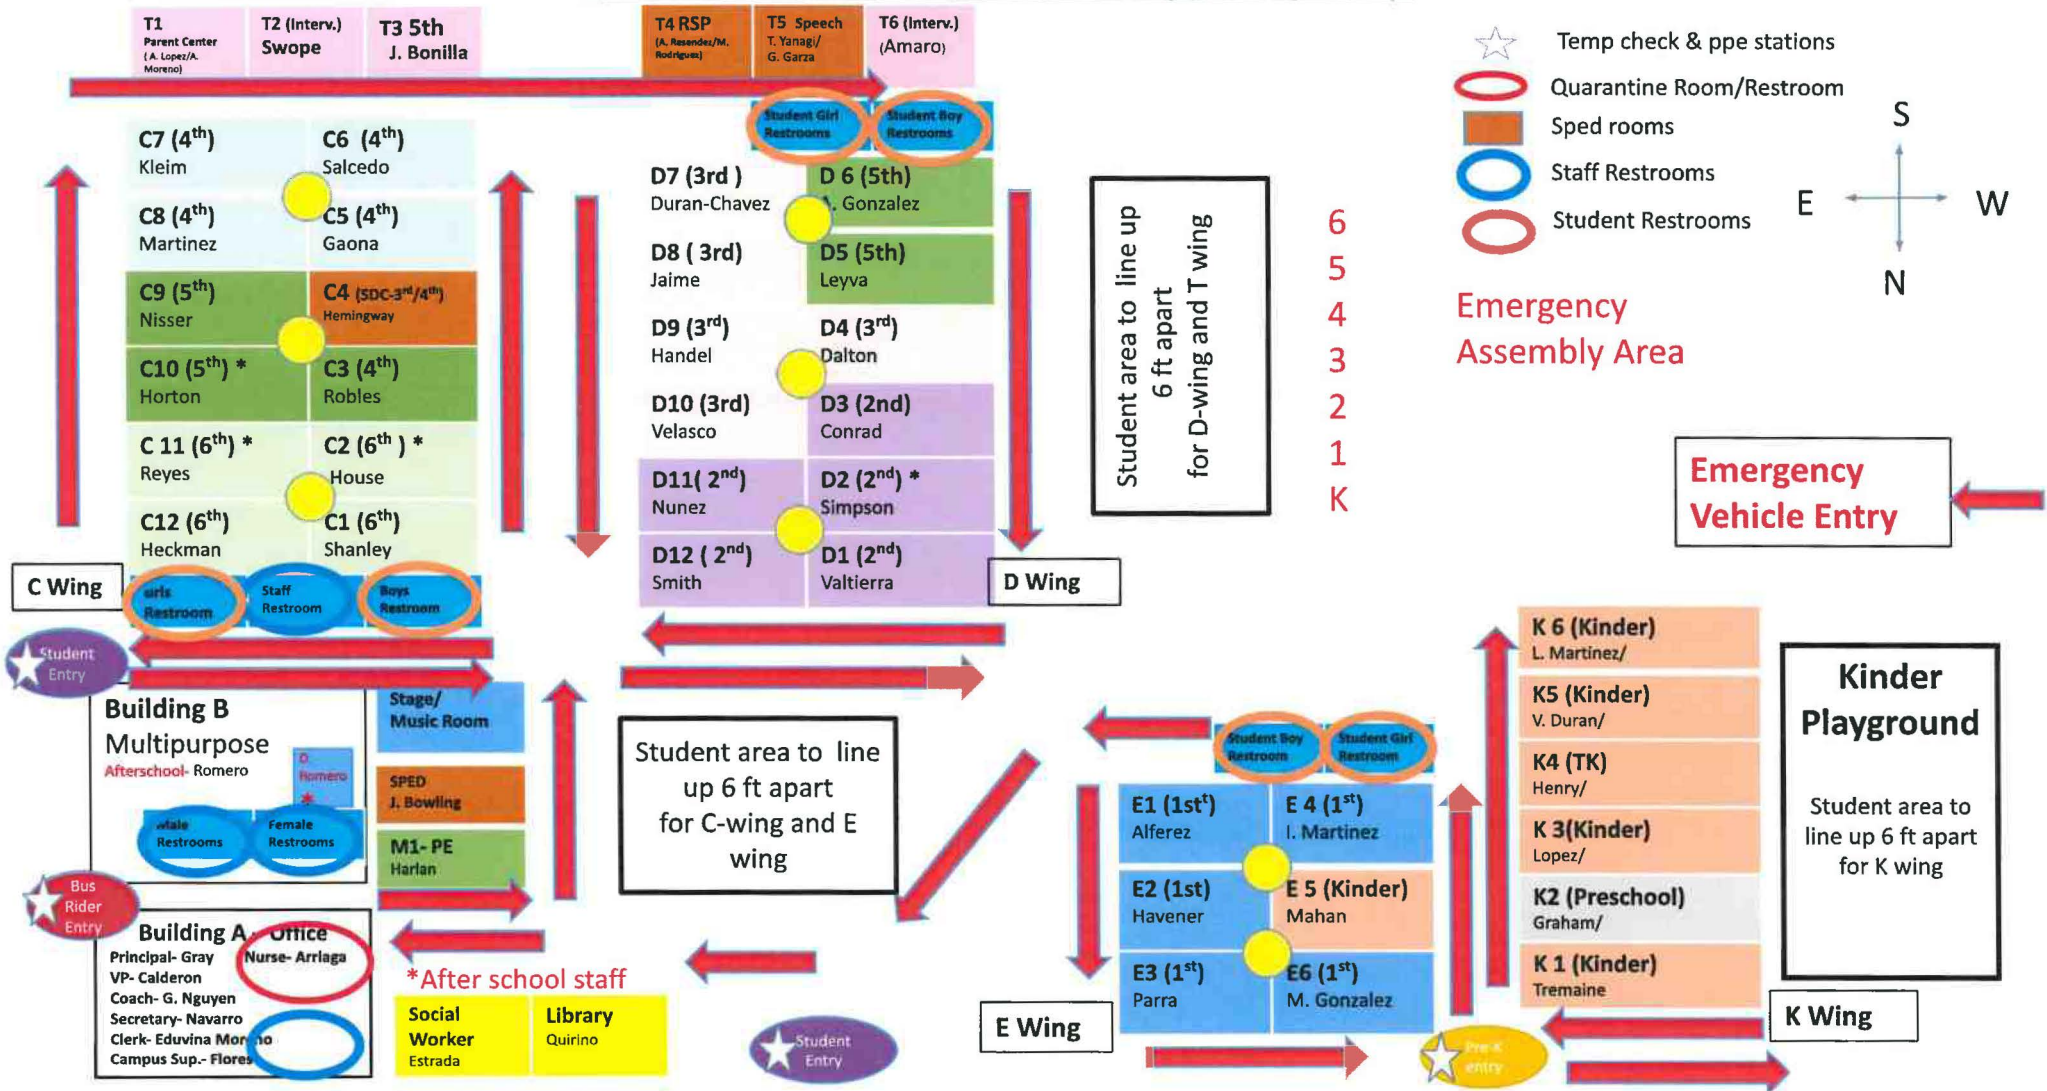 T1
Parent Center
( A. Lopez/A.
Moreno)
T2 (Interv.)
Swope
T3 5th
J. Bonilla
T4 RSP
(A. Resendez/M.
Rodriguez)
T5 Speech
T. Yanagi/
G. Garza
T6 (Interv.)
(Amaro)
Student Girl
Restrooms
Student Boy
Restrooms
C7 (4th)
Kleim
C6 (4th)
Salcedo
C8 (4th)
Martinez
C5 (4th)
Gaona
C9 (5th)
Nisser
C4 (SDC-3rd/4th)
Hemingway
C10 (5th) *
Horton
C3 (4th)
Robles
C 11 (6th) *
Reyes
C2 (6th ) *
House
C12 (6th)
Heckman
C1 (6th)
Shanley
C Wing
Restroom
Staff
Restroom
Boys
Restroom
D7 (3rd )
Duran-Chavez
D 6 (5th)
. Gonzalez
D8 ( 3rd)
Jaime
D5 (5th)
Leyva
D9 (3rd)
Handel
D4 (3rd)
Dalton
D10 (3rd)
Velasco
D3 (2nd)
Conrad
D11( 2nd)
Nunez
D2 (2nd) *
Simpson
D12 ( 2nd)
Smith
D1 (2nd)
Valtierra
D Wing
Student area to line up
6 ft apart
for D-wing and T wing
6
5
4
3
2
1
K
Temp check & ppe stations
Quarantine Room/Restroom
Sped rooms
Staff Restrooms
Student Restrooms
S
E
W
N
Emergency
Assembly Area
Emergency
Vehicle Entry
Student
Entry
Building B
Multipurpose
Afterschool- Romero
D
Romero
*
Male
Restrooms
Female
Restrooms
Stage/
Music Room
SPED
J. Bowling
M1- PE
Harlan
Bus
Rider
Entry
Building A - Office
Principal- Gray
Nurse- Arriaga
VP- Calderon
Coach- G. Nguyen
Secretary- Navarro
Clerk- Eduvina Moreno
Campus Sup.- Flores
*After school staff
Social
Worker
Estrada
Library
Quirino
Student area to line
up 6 ft apart
for C-wing and E
wing
Student
Entry
Student Boy
Restroom
Student Girl
Restroom
E1 (1stt)
Alferez
E 4 (1st)
I. Martinez
E2 (1st)
Havener
E 5 (Kinder)
Mahan
E3 (1st)
Parra
E6 (1st)
M. Gonzalez
E Wing
Pre-K
entry
K 6 (Kinder)
L. Martinez/
K5 (Kinder)
V. Duran/
K4 (TK)
Henry/
K 3(Kinder)
Lopez/
K2 (Preschool)
Graham/
K 1 (Kinder)
Tremaine
K Wing
Kinder
Playground
Student area to
line up 6 ft apart
for K wing